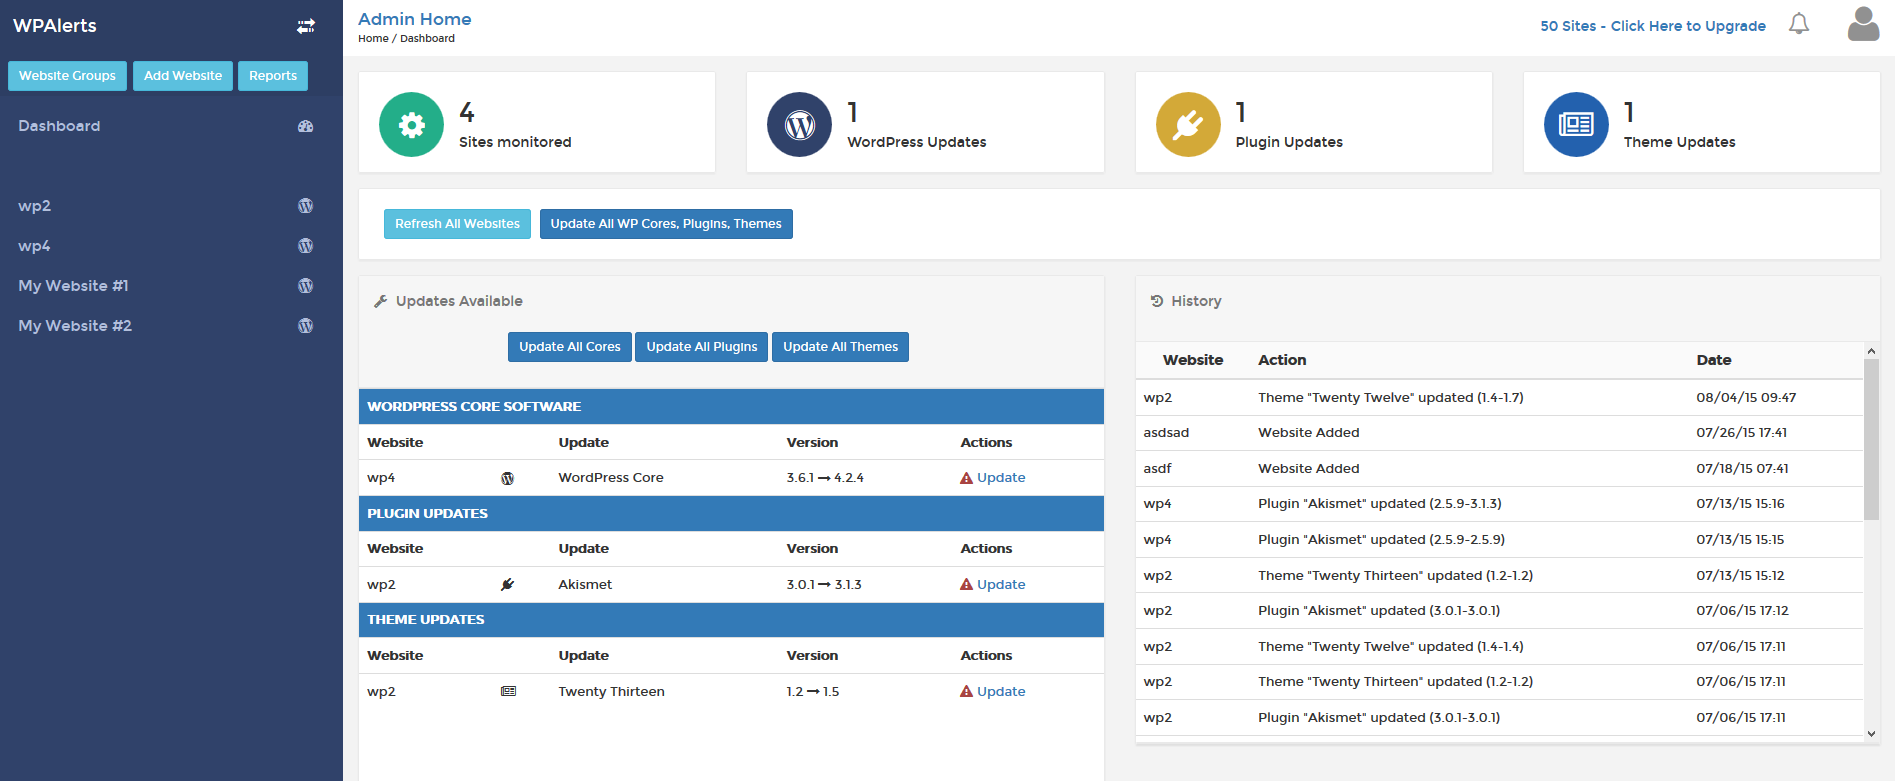 WPAlerts
Website Groups Add Website Reports
Dashboard
wp2
wp4
My Website #1
My Website #2
Admin Home
Home / Dashboard
50 Sites - Click Here to Upgrade
4
Sites monitored
1
WordPress Updates
1
Plugin Updates
1
Theme Updates
Refresh All Websites Update All WP Cores, Plugins, Themes
Updates Available
Update All Cores Update All Plugins Update All Themes
WORDPRESS CORE SOFTWARE
Website Update Version Actions
wp4 WordPress Core 3.6.1 → 4.2.4 Update
PLUGIN UPDATES
Website Update Version Actions
wp2 Akismet 3.0.1 → 3.1.3 Update
THEME UPDATES
Website Update Version Actions
wp2 Twenty Thirteen 1.2 → 1.5 Update
History
Website Action Date
wp2 Theme "Twenty Twelve" updated (1.4-1.7) 08/04/15 09:47
asdsad Website Added 07/26/15 17:41
asdf Website Added 07/18/15 07:41
wp4 Plugin "Akismet" updated (2.5.9-3.1.3) 07/13/15 15:16
wp4 Plugin "Akismet" updated (2.5.9-2.5.9) 07/13/15 15:15
wp2 Theme "Twenty Thirteen" updated (1.2-1.2) 07/13/15 15:12
wp2 Plugin "Akismet" updated (3.0.1-3.0.1) 07/06/15 17:12
wp2 Theme "Twenty Twelve" updated (1.4-1.4) 07/06/15 17:11
wp2 Theme "Twenty Thirteen" updated (1.2-1.2) 07/06/15 17:11
wp2 Plugin "Akismet" updated (3.0.1-3.0.1) 07/06/15 17:11